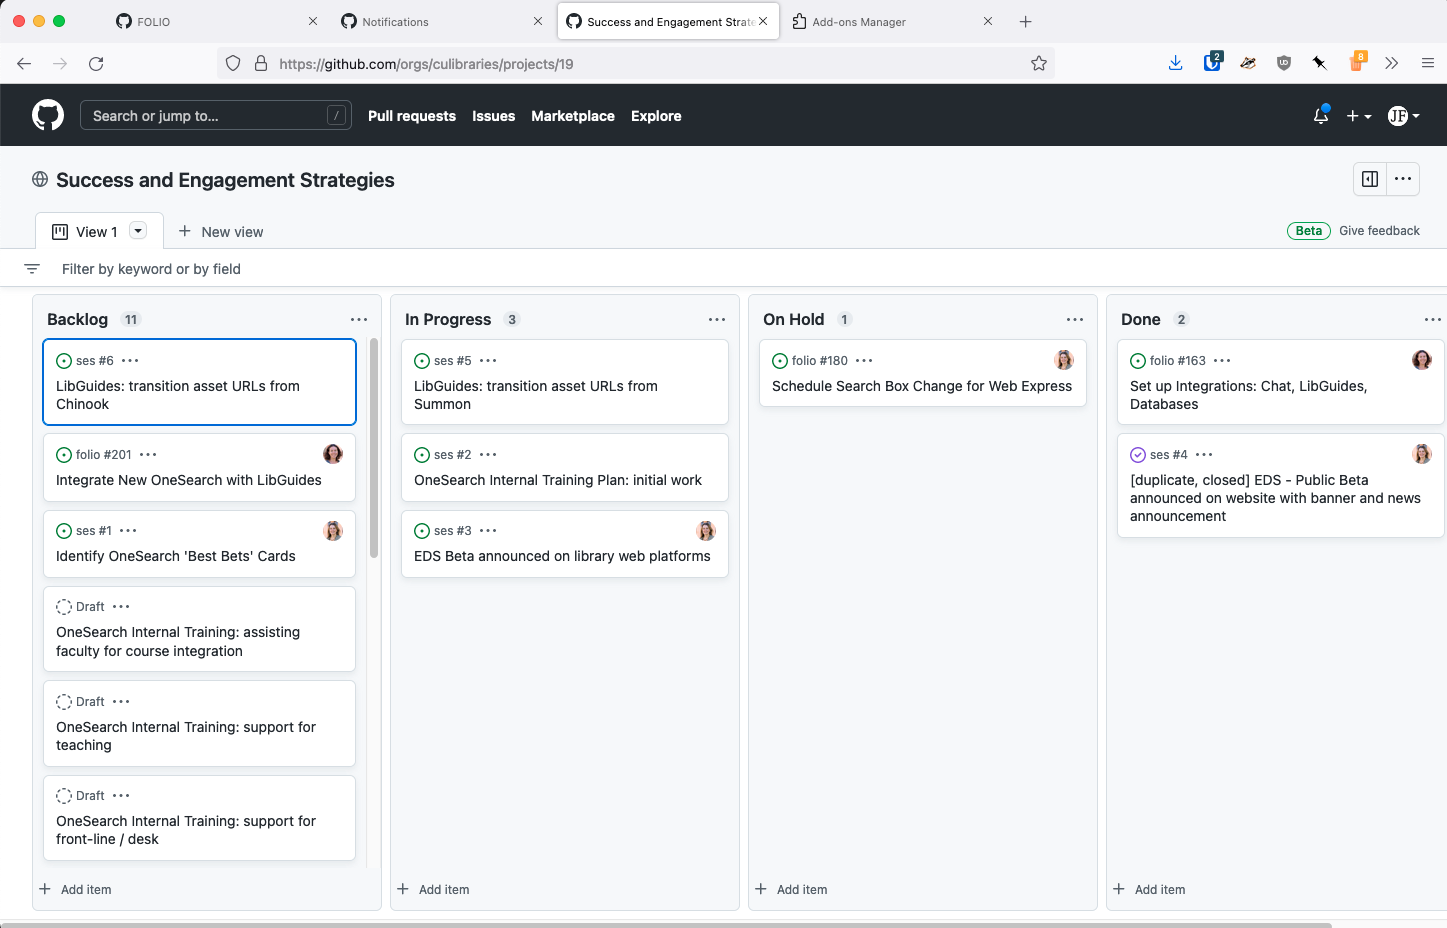 FOLIO
Notifications
Success and Engagement Strate
Add-ons Manager
https://github.com/orgs/culibraries/projects/19
2
8
Search or jump to...
/
Pull requests
Issues
Marketplace
Explore
JF
Success and Engagement Strategies
View 1
New view
Beta
Give feedback
Filter by keyword or by field
Backlog 11
ses #6
LibGuides: transition asset URLs from
Chinook
folio #201
Integrate New OneSearch with LibGuides
ses #1
Identify OneSearch 'Best Bets' Cards
Draft
OneSearch Internal Training: assisting
faculty for course integration
Draft
OneSearch Internal Training: support for
teaching
Draft
OneSearch Internal Training: support for
front-line / desk
Add item
In Progress 3
ses #5
LibGuides: transition asset URLs from
Summon
ses #2
OneSearch Internal Training Plan: initial work
ses #3
EDS Beta announced on library web platforms
Add item
On Hold 1
folio #180
Schedule Search Box Change for Web Express
Add item
Done 2
folio #163
Set up Integrations: Chat, LibGuides,
Databases
ses #4
[duplicate, closed] EDS - Public Beta
announced on website with banner and news
announcement
Add item